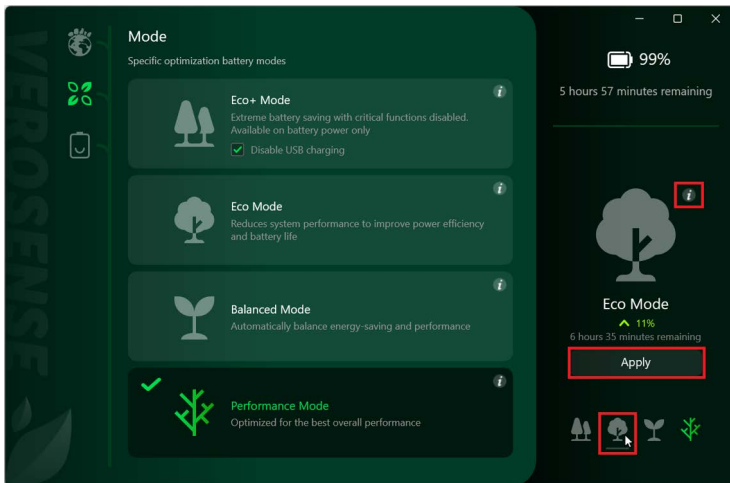 VEROSENSE
Mode
Specific optimization battery modes
Eco+ Mode
Extreme battery saving with critical functions disabled.
Available on battery power only
Disable USB charging
Eco Mode
Reduces system performance to improve power efficiency
and battery life
Balanced Mode
Automatically balance energy-saving and performance
Performance Mode
Optimized for the best overall performance
99%
5 hours 57 minutes remaining
Eco Mode
11%
6 hours 35 minutes remaining
Apply